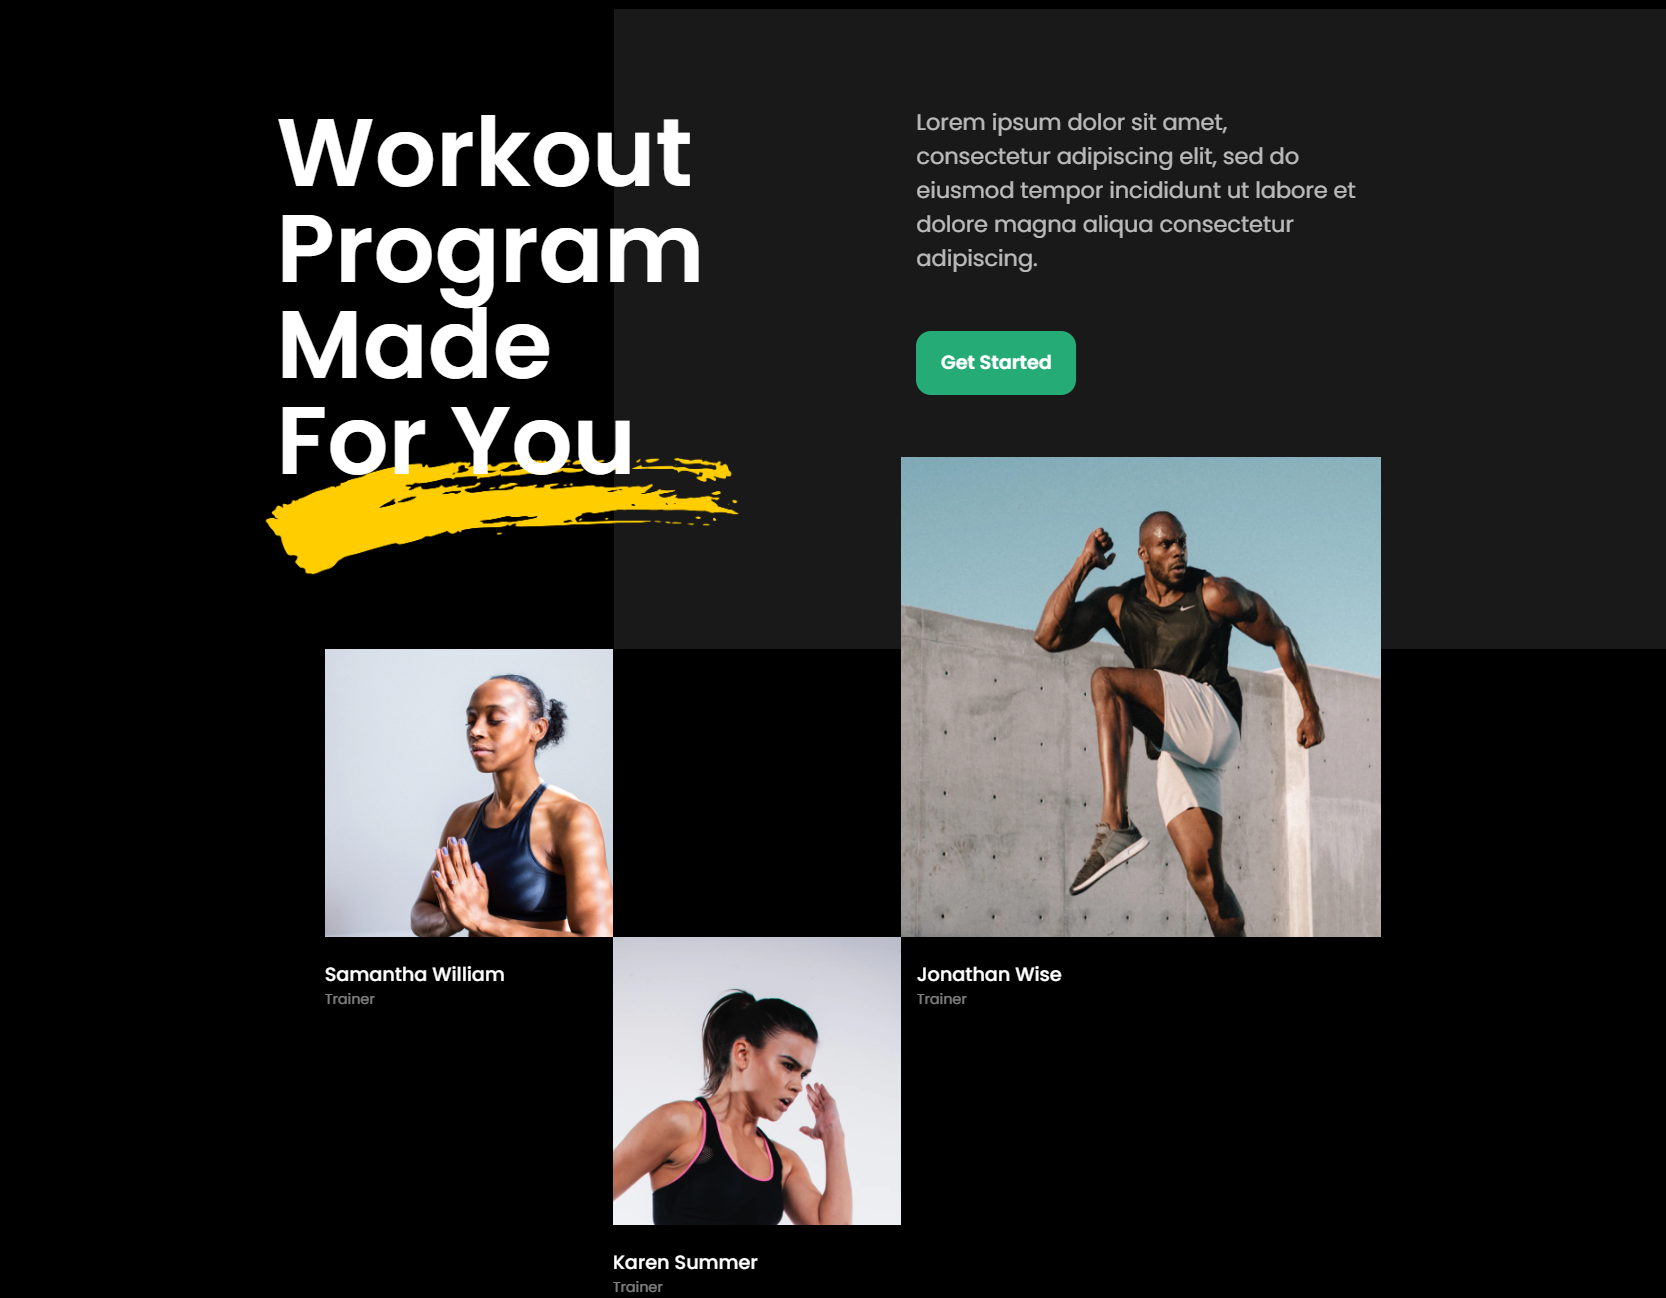 Workout
Program
Made
For You
Lorem ipsum dolor sit amet,
consectetur adipiscing elit, sed do
eiusmod tempor incididunt ut labore et
dolore magna aliqua consectetur
adipiscing.
Get Started
Samantha William
Trainer
Jonathan Wise
Trainer
Karen Summer
Trainer